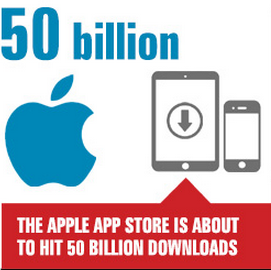 50 billion
THE APPLE APP STORE IS ABOUT
TO HIT 50 BILLION DOWNLOADS